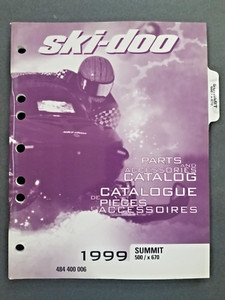 ski-doo
PARTS
AND
ACCESSORIES
CATALOG
CATALOGUE
DE
PIÈCES
ET
ACCESSOIRES
1999
SUMMIT
500 / x 670
484 400 006